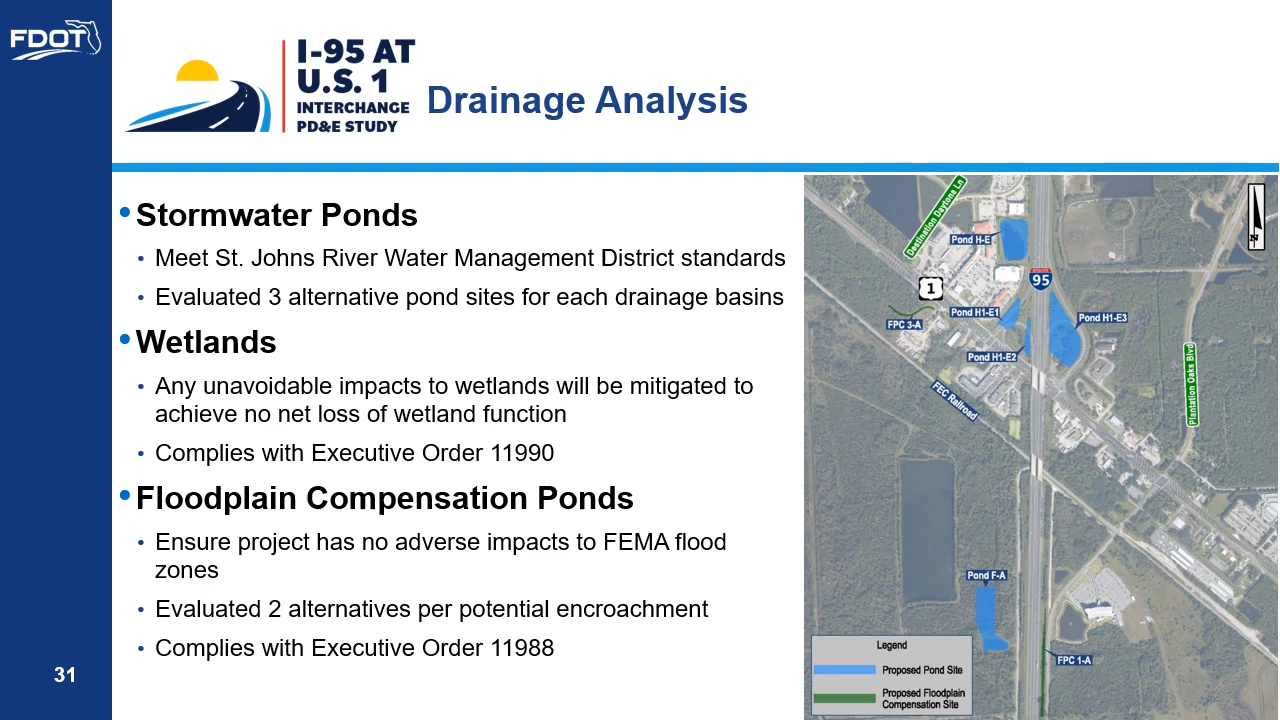 FDOT
I-95 AT
U.S. 1
INTERCHANGE
PD&E STUDY
Drainage Analysis
• Stormwater Ponds
• Meet St. Johns River Water Management District standards
• Evaluated 3 alternative pond sites for each drainage basins
• Wetlands
• Any unavoidable impacts to wetlands will be mitigated to
achieve no net loss of wetland function
• Complies with Executive Order 11990
• Floodplain Compensation Ponds
• Ensure project has no adverse impacts to FEMA flood
zones
• Evaluated 2 alternatives per potential encroachment
• Complies with Executive Order 11988
31
Destination Daytona Ln
Pond H-E
N
95
1
Pond H1-E1
Pond H1-E3
FPC 3-A
Pond H1-E2
Plantation Oaks Blvd
FEC Railroad
Pond F-A
FPC 1-A
Legend
Proposed Pond Site
Proposed Floodplain
Compensation Site